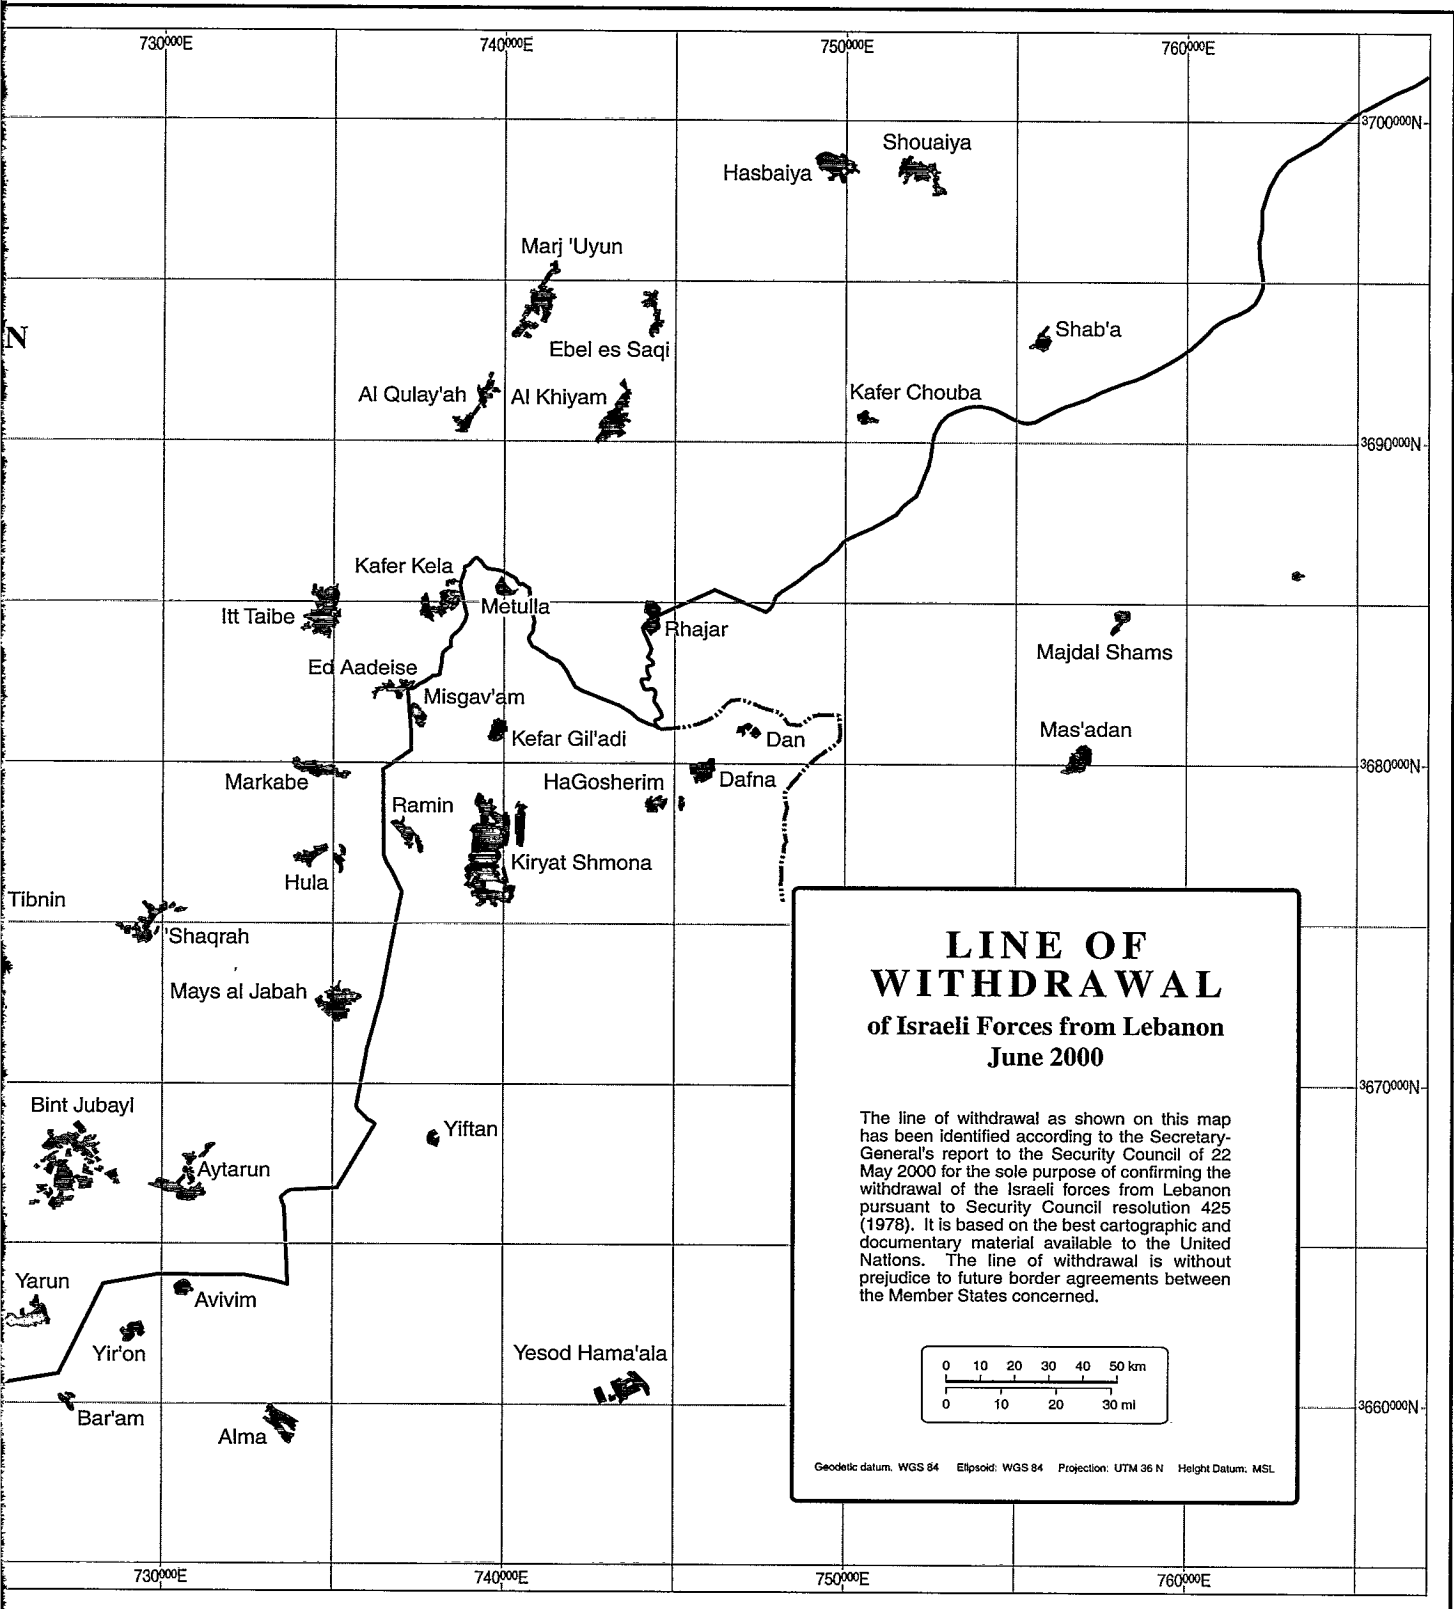 730000E 740000E 750000E 760000E
3700000N
Shouaiya
Hasbaiya
Marj 'Uyun
N
Shab'a
Ebel es Saqi
Al Qulay'ah Al Khiyam Kafer Chouba
3690000N
Kafer Kela
Metulla
Itt Taibe
Rhajar
Majdal Shams
Ed Aadeise
Misgav'am
Mas'adan
Kefar Gil'adi
Dan
3680000N
Markabe
HaGosherim
Dafna
Ramin
Kiryat Shmona
Hula
Tibnin
'Shaqrah
Mays al Jabah
LINE OF
WITHDRAWAL
of Israeli Forces from Lebanon
June 2000
3670000N
Bint Jubayl
Yiftan
Aytarun
The line of withdrawal as shown on this map
has been identified according to the Secretary-
General's report to the Security Council of 22
May 2000 for the sole purpose of confirming the
withdrawal of the Israeli forces from Lebanon
pursuant to Security Council resolution 425
(1978). It is based on the best cartographic and
documentary material available to the United
Nations. The line of withdrawal is without
prejudice to future border agreements between
the Member States concerned.
Yarun
Avivim
Yir'on
Yesod Hama'ala
0 10 20 30 40 50 km
0 10 20 30 mi
3660000N
Bar'am
Alma
Geodetic datum: WGS 84 Ellpsoid: WGS 84 Projection: UTM 36 N Height Datum: MSL
730000E 740000E 750000E 760000E